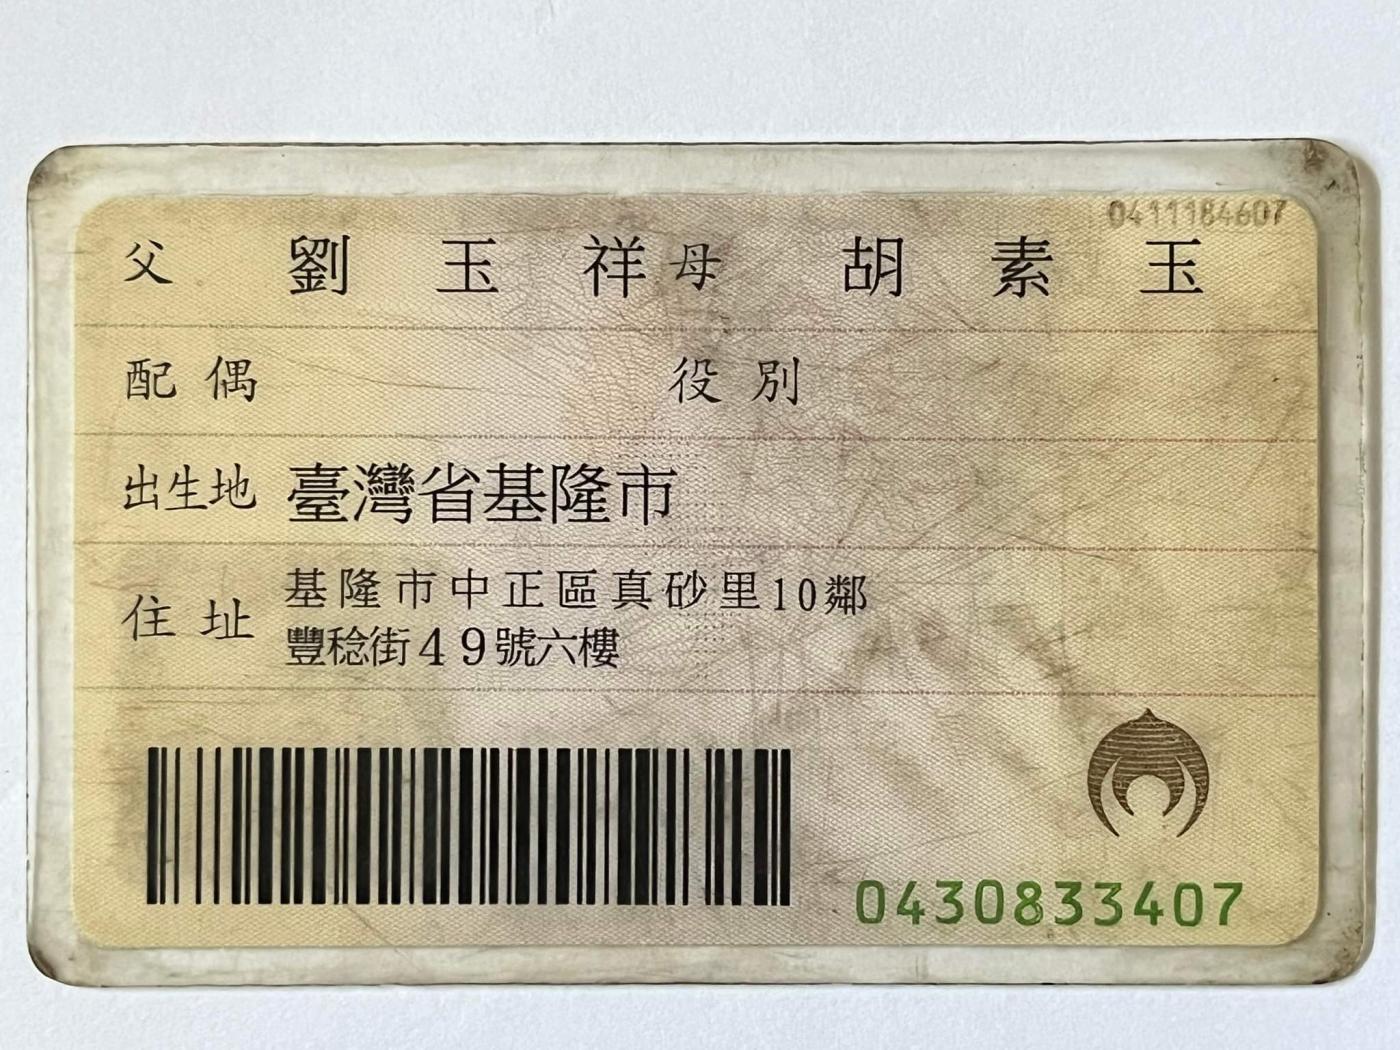 0411184607
父 劉玉祥 母 胡素玉
配偶 役別
出生地 臺灣省基隆市
住址 基隆市中正區真砂里10鄰
豐稔街49號六樓
0430833407